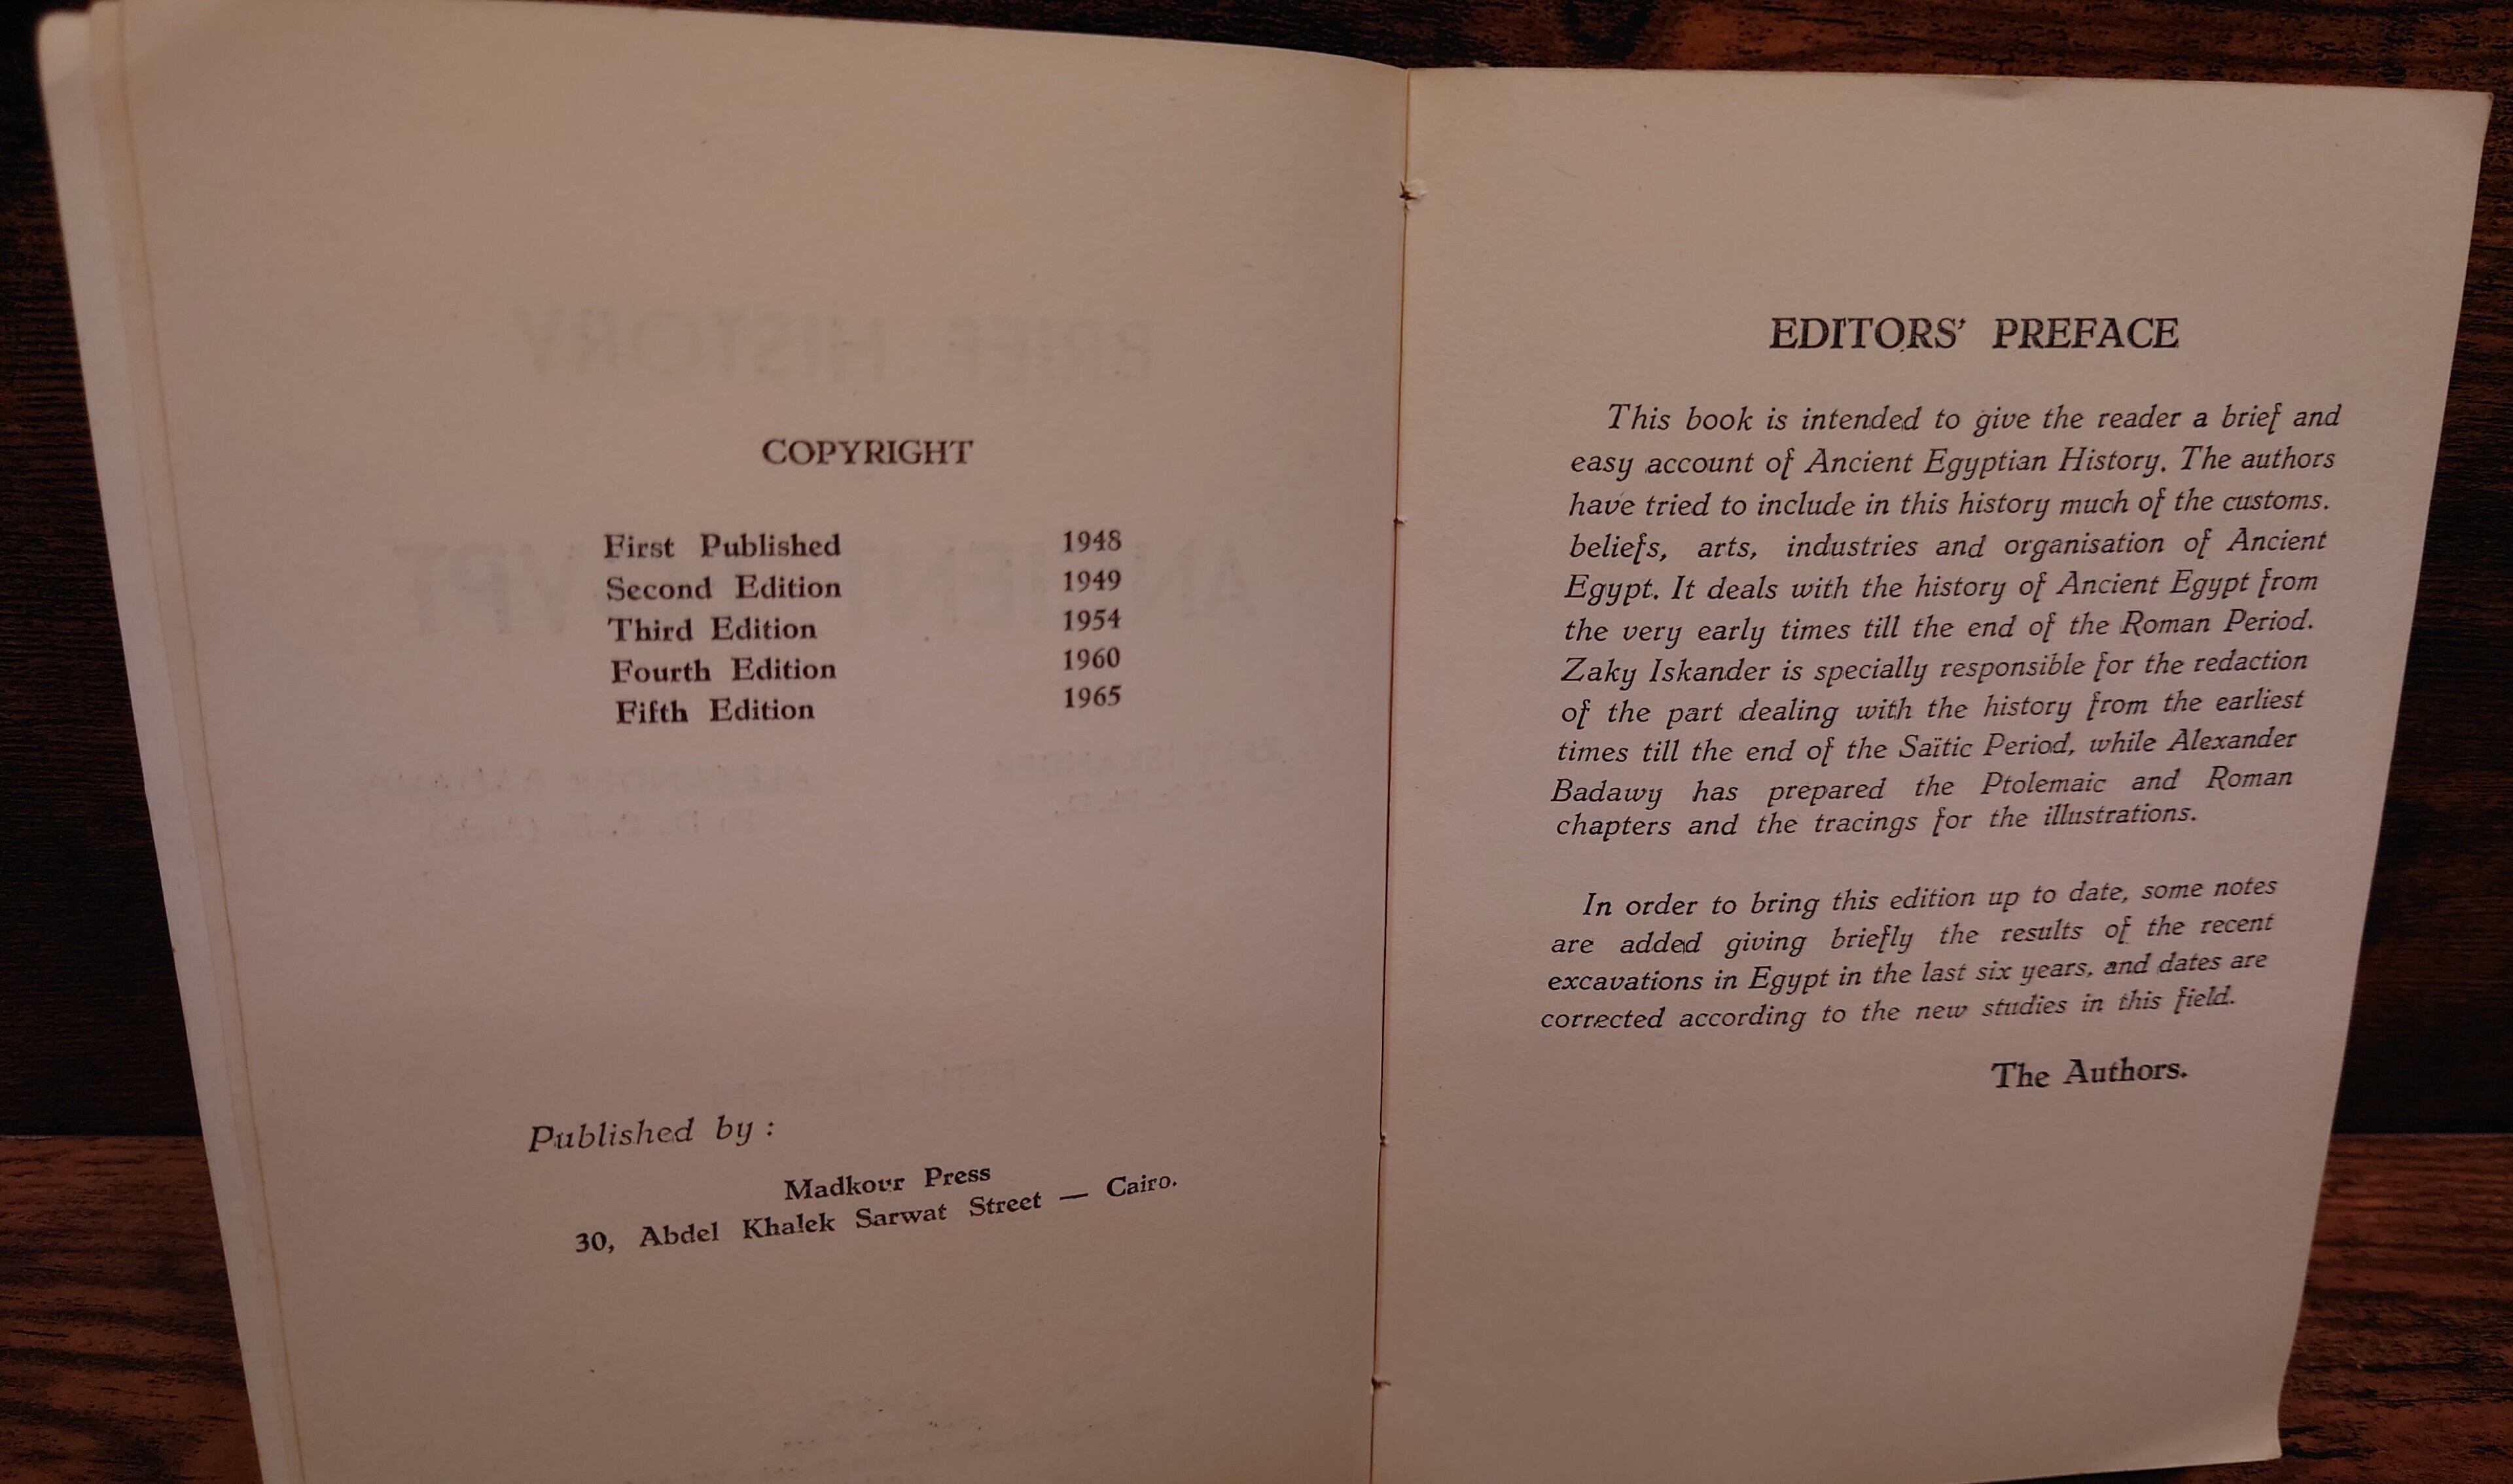 COPYRIGHT
First Published 1948
Second Edition 1949
Third Edition 1954
Fourth Edition 1960
Fifth Edition 1965
Published by :
Madkour Press
30, Abdel Khalek Sarwat Street — Cairo.
EDITORS' PREFACE
This book is intended to give the reader a brief and
easy account of Ancient Egyptian History. The authors
have tried to include in this history much of the customs.
beliefs, arts, industries and organisation of Ancient
Egypt. It deals with the history of Ancient Egypt from
the very early times till the end of the Roman Period.
Zaky Iskander is specially responsible for the redaction
of the part dealing with the history from the earliest
times till the end of the Saïtic Period, while Alexander
Badawy has prepared the Ptolemaic and Roman
chapters and the tracings for the illustrations.
In order to bring this edition up to date, some notes
are added giving briefly the results of the recent
excavations in Egypt in the last six years, and dates are
corrected according to the new studies in this field.
The Authors.